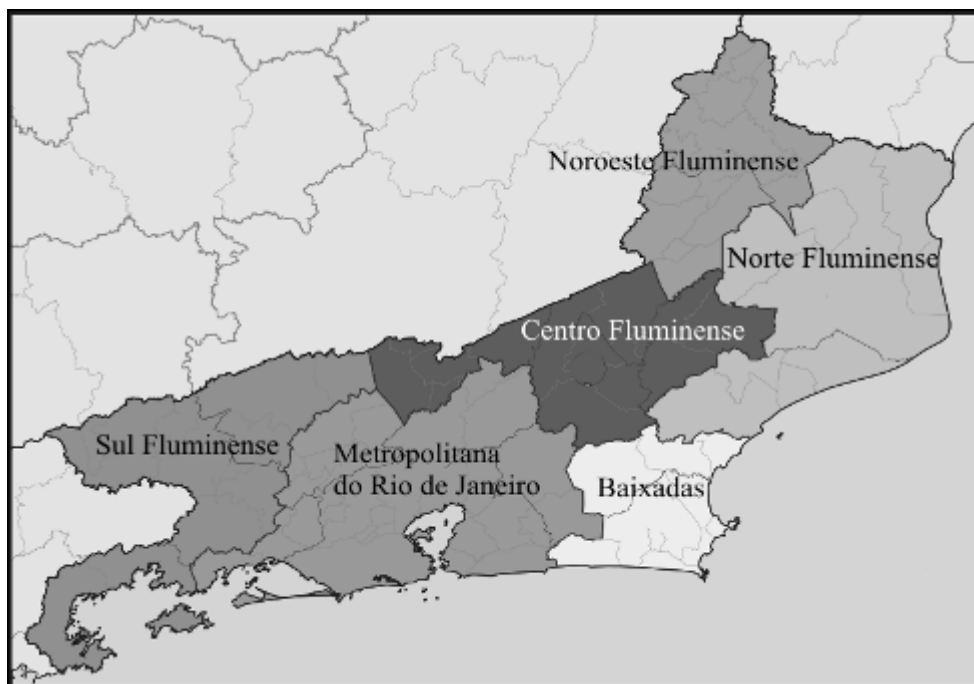 Noroeste Fluminense
Norte Fluminense
Centro Fluminense
Sul Fluminense
Metropolitana
do Rio de Janeiro
Baixadas